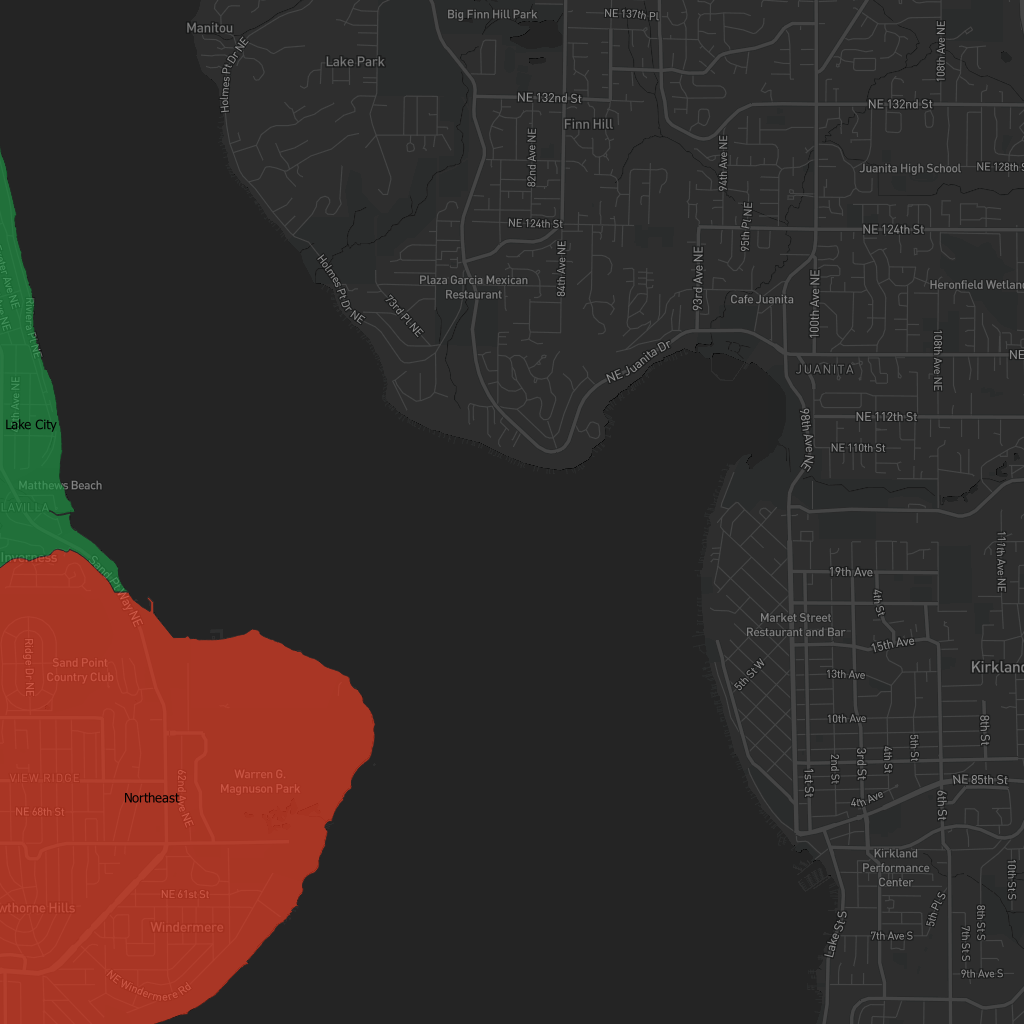 Big Finn Hill Park
NE 137th Pl
Manitou
108th Ave NE
Holmes Pt Dr NE
Lake Park
NE 132nd St
NE 132nd St
Finn Hill
82nd Ave NE
94th Ave NE
Juanita High School
NE 128th S
NE 124th St
95th Pl NE
NE 124th St
84th Ave NE
93rd Ave NE
Holmes Pt Dr NE
Plaza Garcia Mexican
Restaurant
Heronfield Wetlan
Cafe Juanita
100th Ave NE
73rd Pl NE
Riviera Pl NE
NE Juanita Dr
JUANITA
108th Ave NE
NE
Ave NE
Lake City
98th Ave NE
NE 112th St
NE 110th St
Matthews Beach
LAVILLA
Inverness
Sand Pt Way NE
111th Ave NE
19th Ave
4th St
Market Street
Restaurant and Bar
15th Ave
Ridge Dr NE
Sand Point
Country Club
5th St W
13th Ave
Kirkland
10th Ave
8th St
5th St
4th St
3rd St
2nd St
1st St
VIEW RIDGE
Warren G.
Magnuson Park
62nd Ave NE
Northeast
NE 85th St
4th Ave
6th St
NE 68th St
Kirkland
Performance
Center
10th St S
NE 61st St
wthorne Hills
Windermere
5th Pl S
8th St S
7th St S
7th Ave S
Lake St S
9th Ave S
NE Windermere Rd